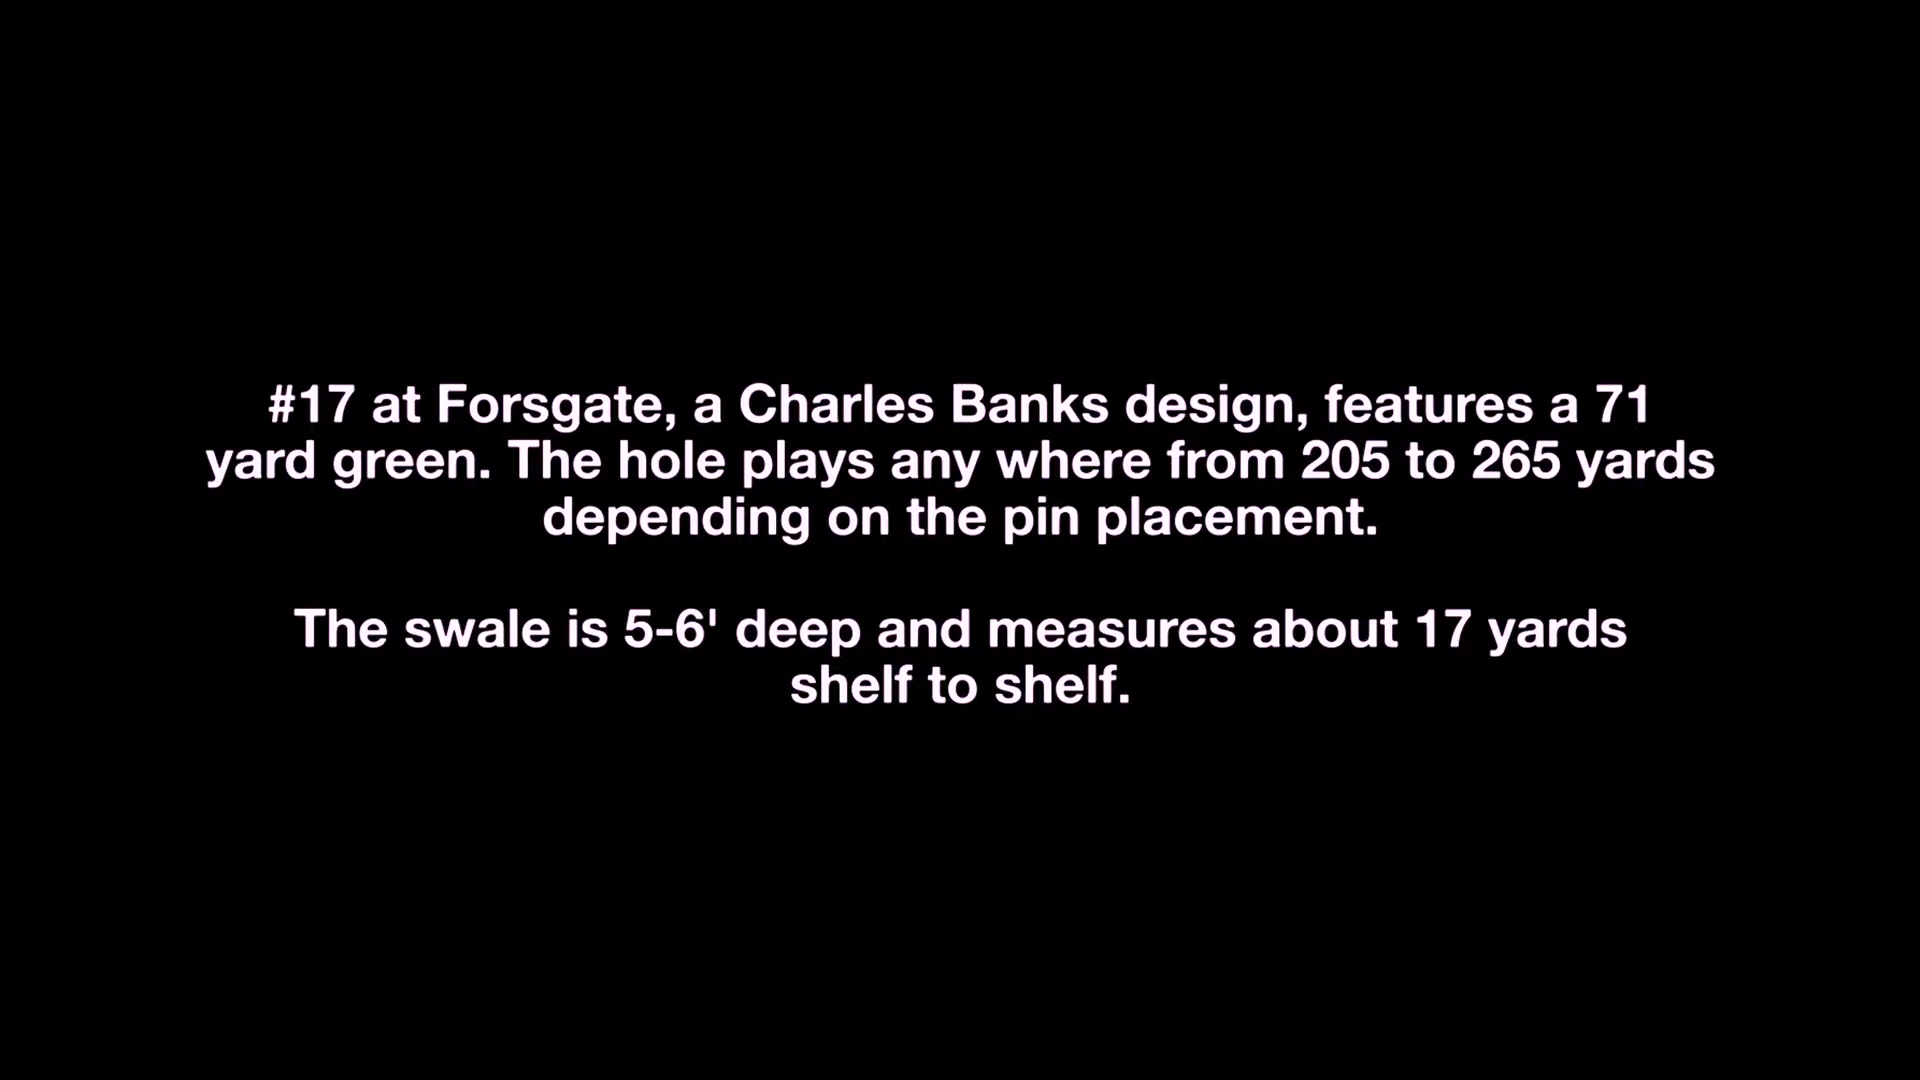 #17 at Forsgate, a Charles Banks design, features a 71
yard green. The hole plays any where from 205 to 265 yards
depending on the pin placement.
The swale is 5-6' deep and measures about 17 yards
shelf to shelf.